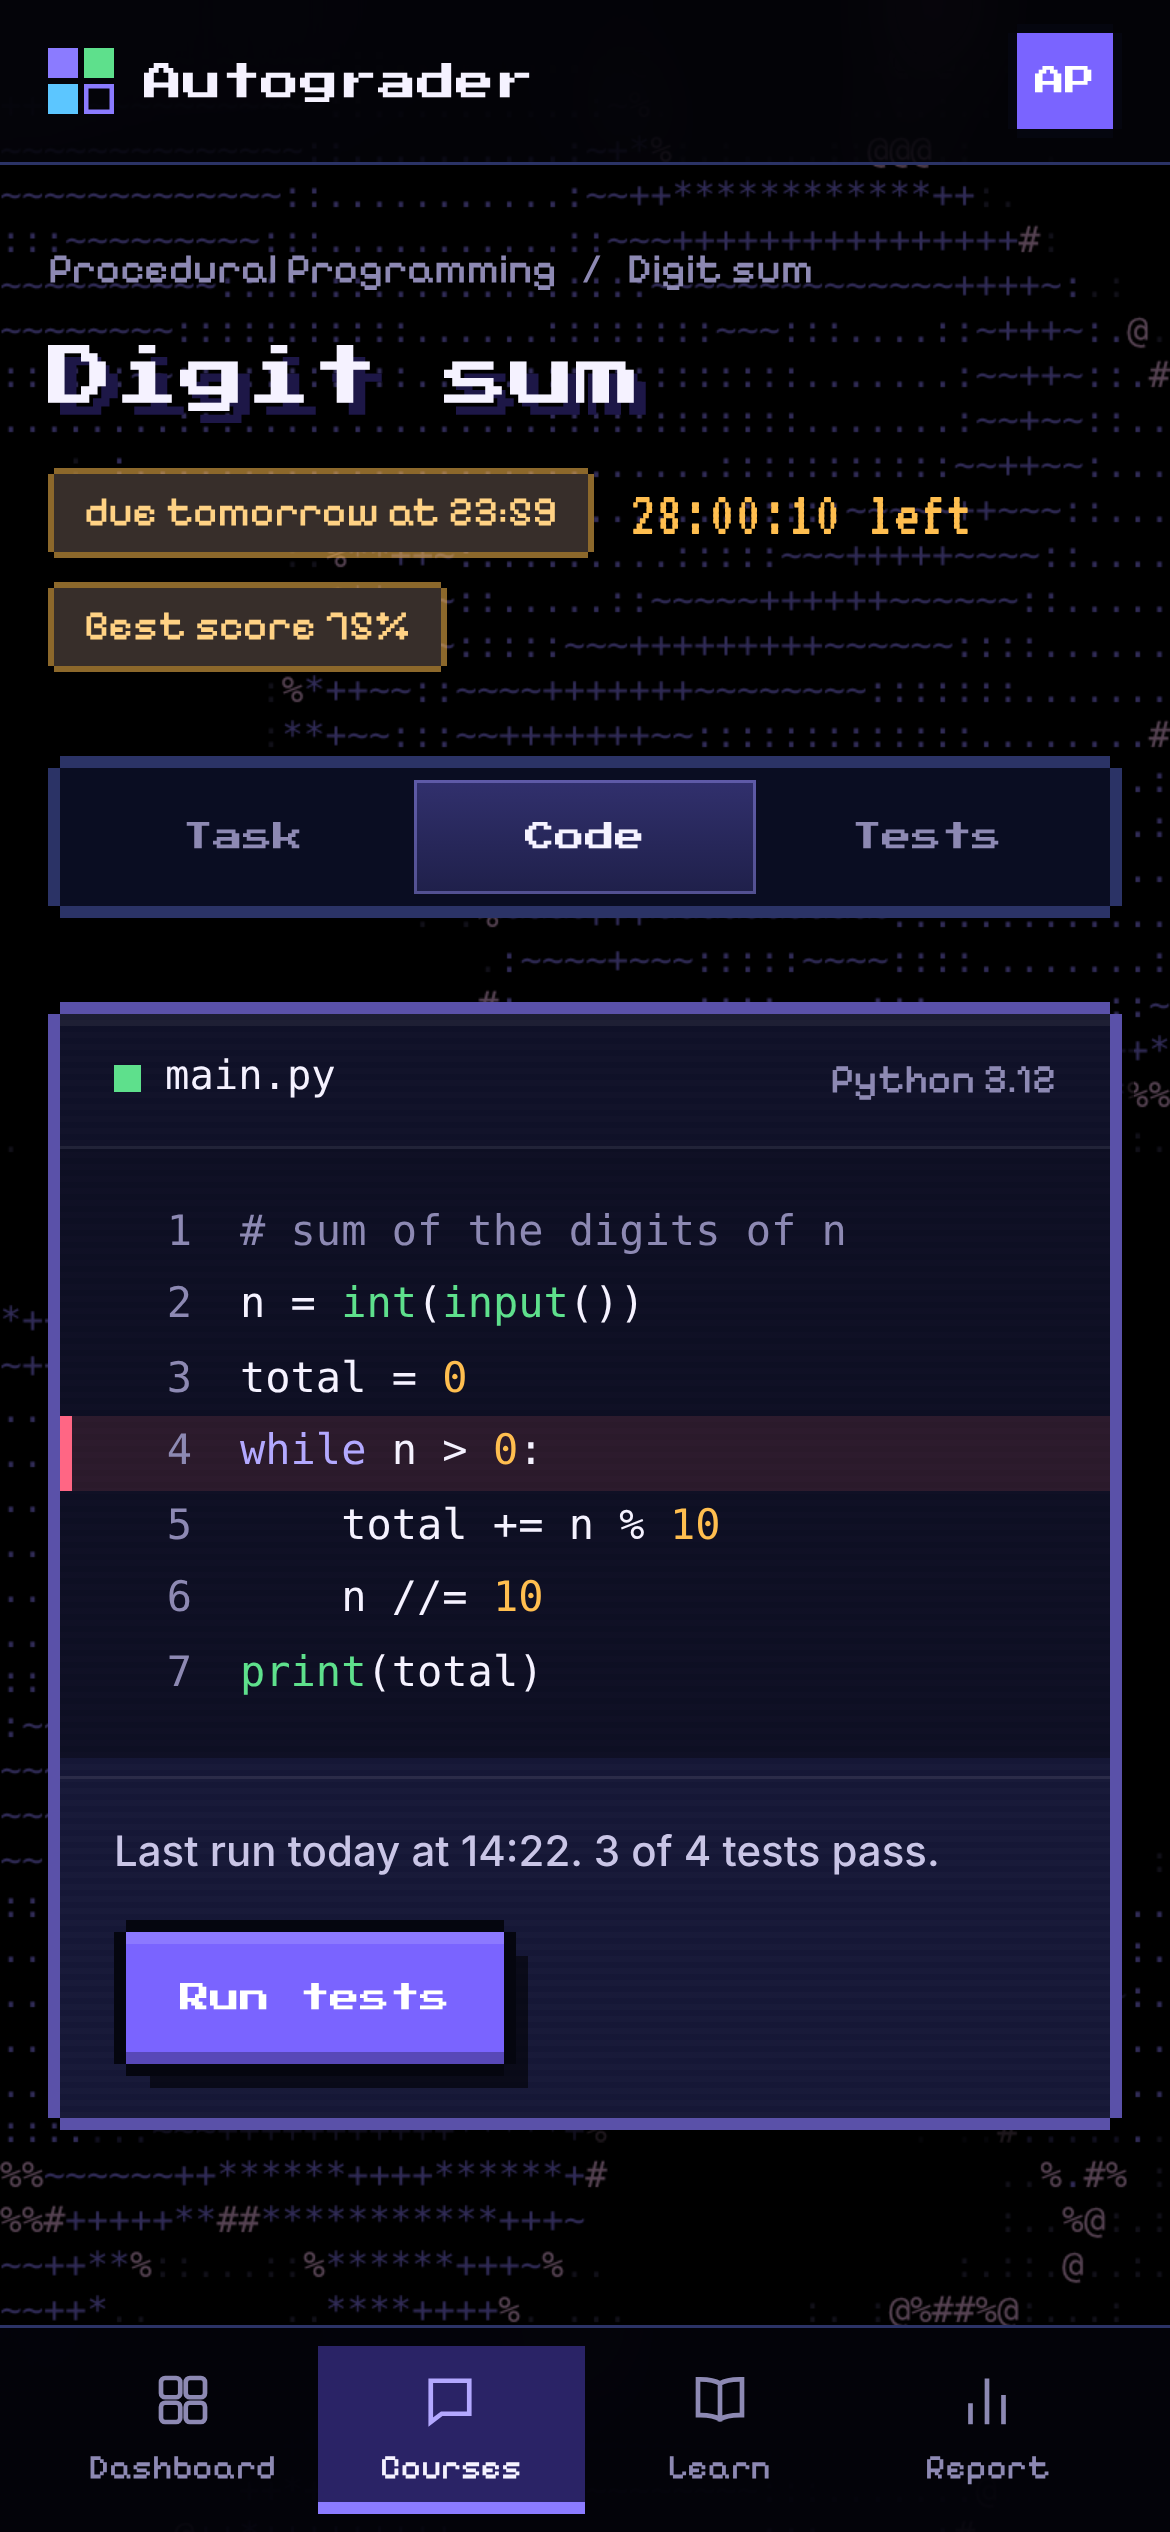 Autograder
AP
Procedural Programming / Digit sum
Digit sum
due tomorrow at 23:59
28:00:10 left
Best score 75%
Task
Code
Tests
main.py
Python 3.12
1 # sum of the digits of n
2 n = int(input())
3 total = 0
4 while n > 0:
5     total += n % 10
6     n //= 10
7 print(total)
Last run today at 14:22. 3 of 4 tests pass.
Run tests
Dashboard
Courses
Learn
Report